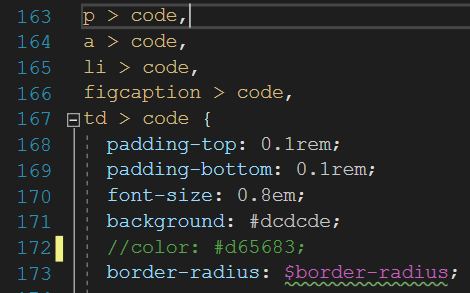 163 p > code,
164 a > code,
165 li > code,
166 figcaption > code,
167 td > code {
168 padding-top: 0.1rem;
169 padding-bottom: 0.1rem;
170 font-size: 0.8em;
171 background: #dcdcde;
172 //color: #d65683;
173 border-radius: $border-radius;